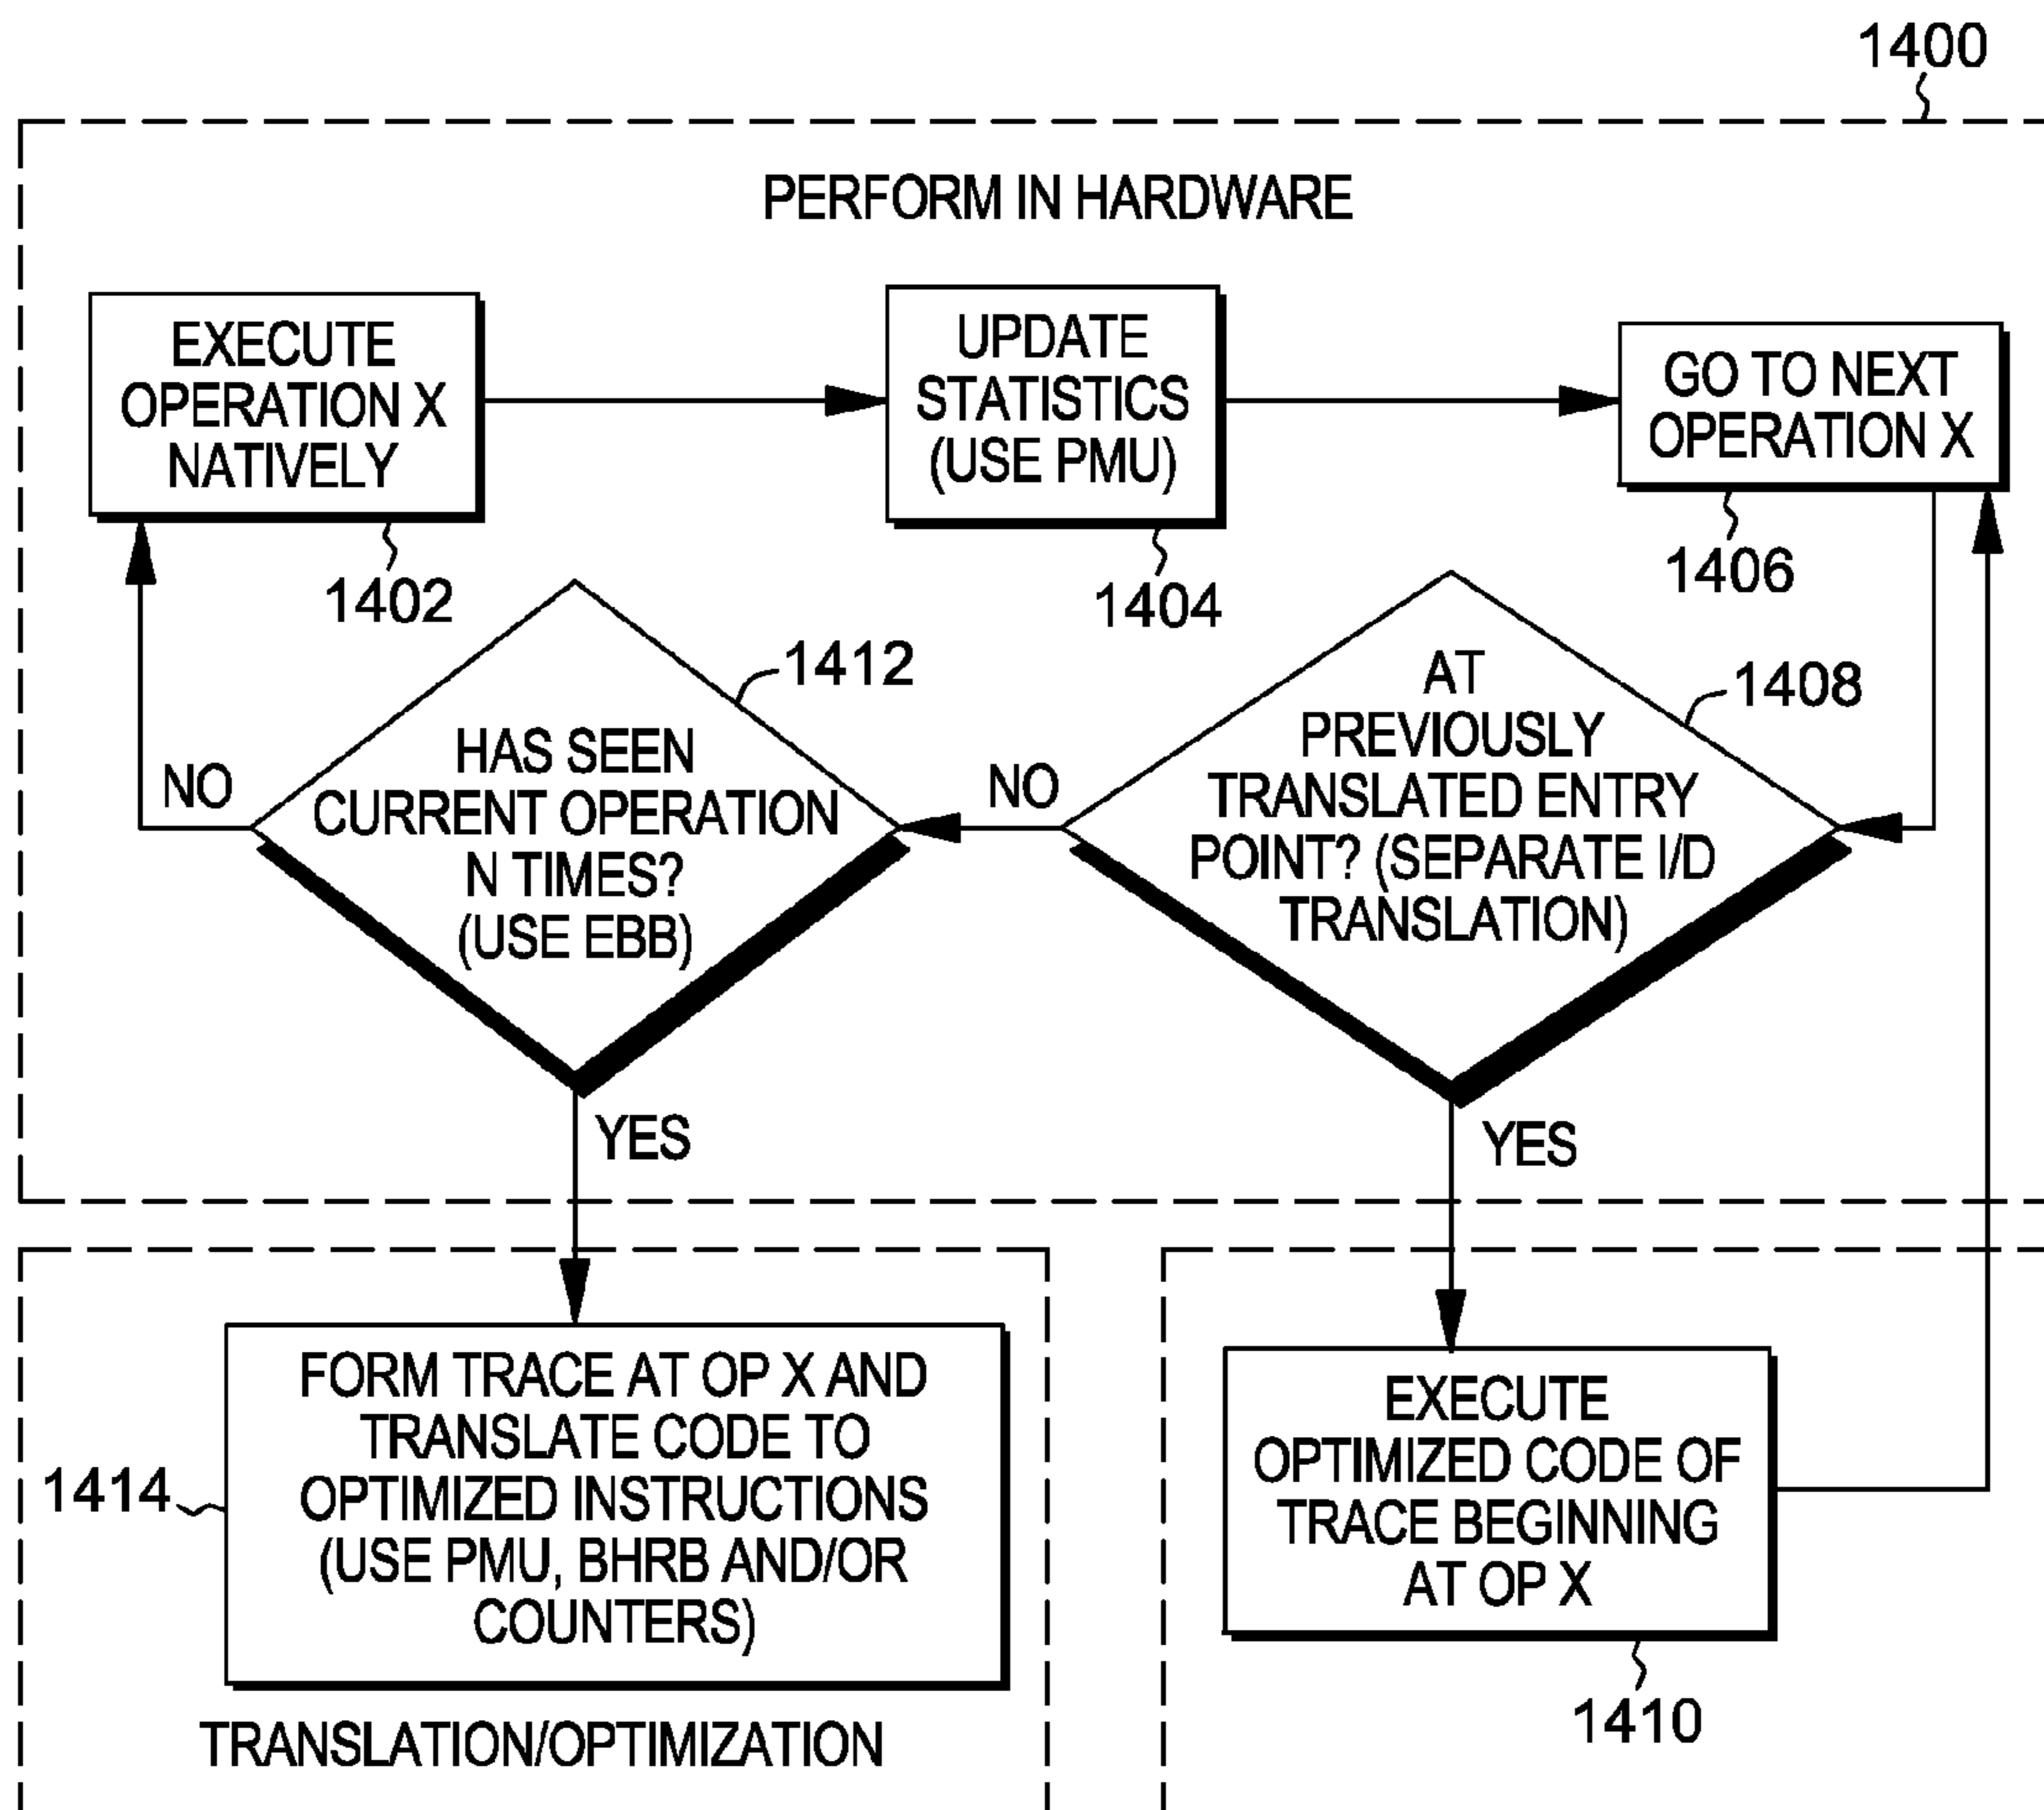 1400
PERFORM IN HARDWARE
EXECUTE
OPERATION X
NATIVELY
1402
UPDATE
STATISTICS
(USE PMU)
1404
GO TO NEXT
OPERATION X
1406
1412
HAS SEEN
CURRENT OPERATION
N TIMES?
(USE EBB)
NO
YES
1408
AT
PREVIOUSLY
TRANSLATED ENTRY
POINT? (SEPARATE I/D
TRANSLATION)
NO
YES
FORM TRACE AT OP X AND
TRANSLATE CODE TO
OPTIMIZED INSTRUCTIONS
(USE PMU, BHRB AND/OR
COUNTERS)
1414
TRANSLATION/OPTIMIZATION
EXECUTE
OPTIMIZED CODE OF
TRACE BEGINNING
AT OP X
1410